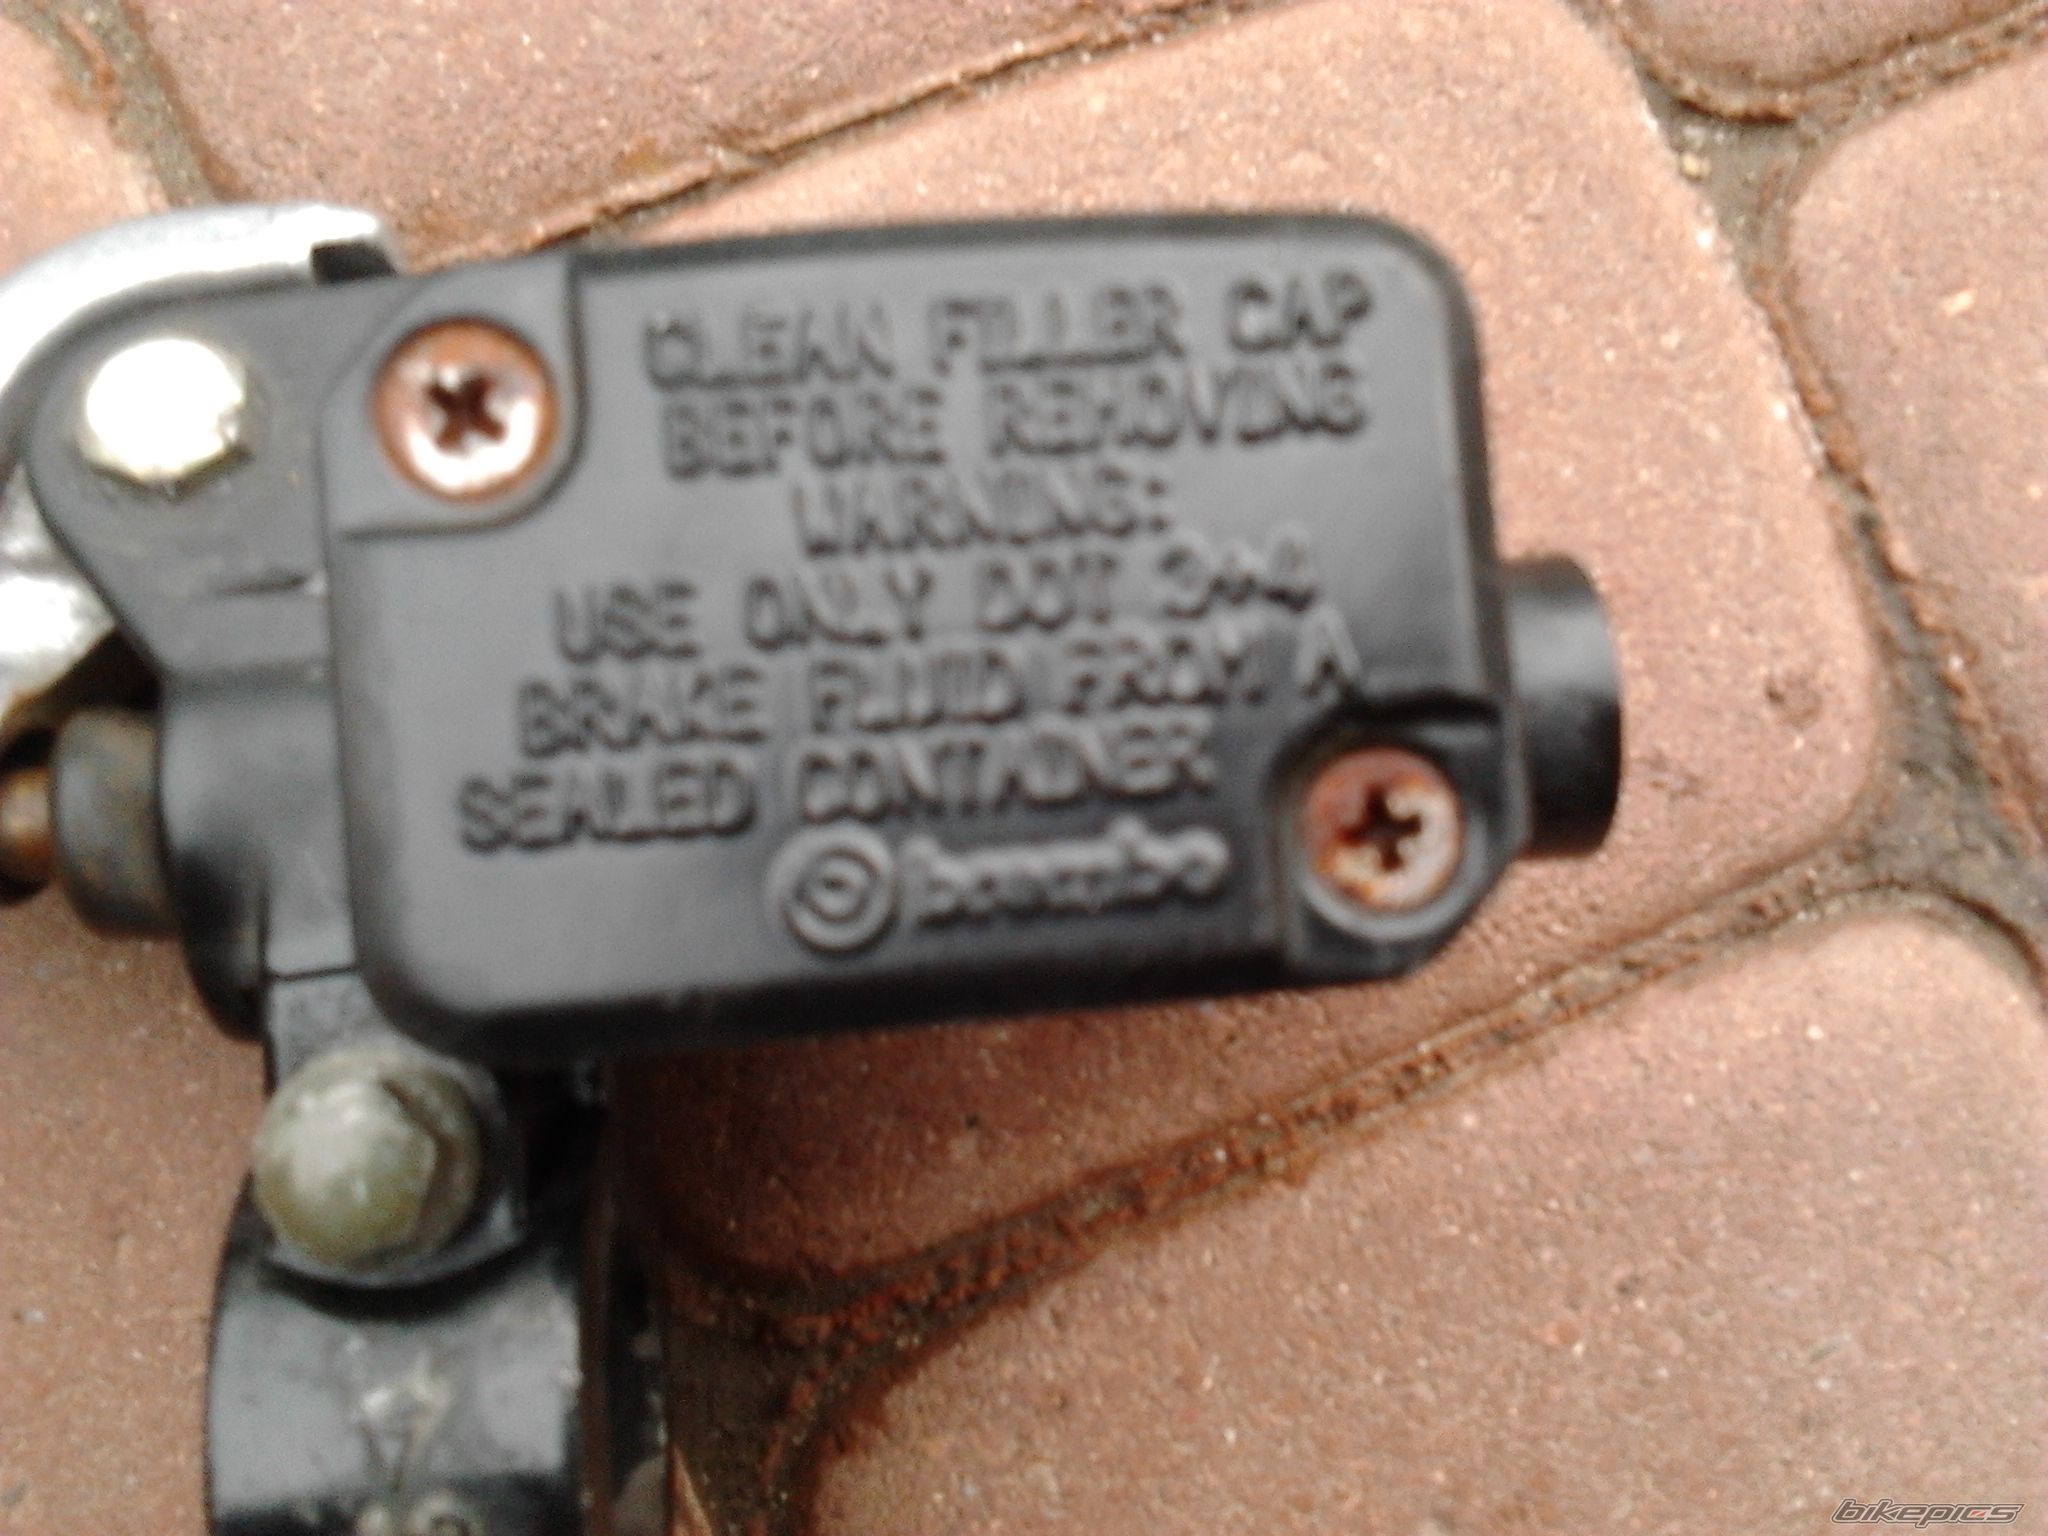 CLEAN FILLER CAP
BEFORE REMOVING
WARNING:
USE ONLY DOT 3+4
BRAKE FLUID FROM A
SEALED CONTAINER
brembo
bikepics